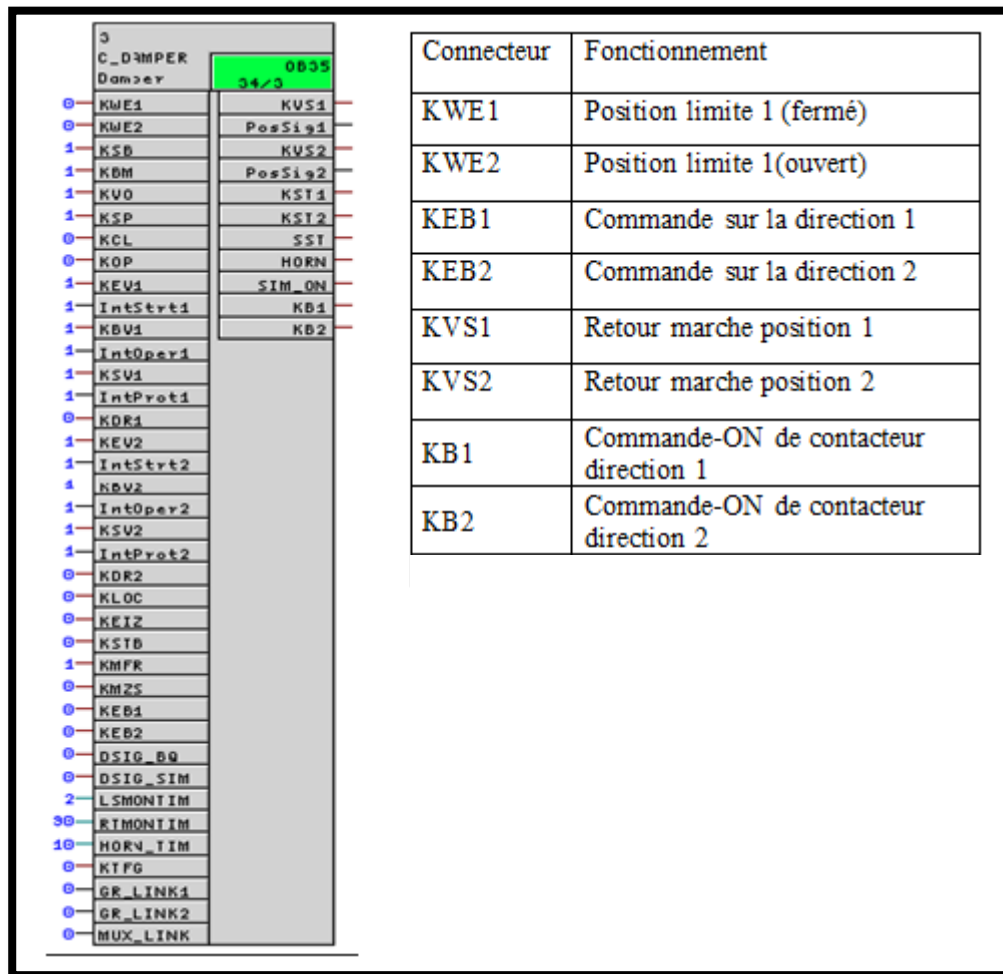 3
C_DAMPER
Damper
OB35
34/3
0 KWE1 KVS1
0 KWE2 PosSig1
1 KSB KVS2
1 KBM PosSig2
1 KVO KST1
1 KSP KST2
0 KCL SST
0 KOP HORN
1 KEV1 SIM_ON
1 IntStrt1 KB1
1 KBV1 KB2
1 IntOper1
1 KSV1
1 IntProt1
0 KDR1
1 KEV2
1 IntStrt2
1 KBV2
1 IntOper2
1 KSV2
1 IntProt2
0 KDR2
0 KLOC
0 KEIZ
0 KSTB
1 KMFR
0 KMZS
0 KEB1
0 KEB2
0 DSIG_BQ
0 DSIG_SIM
2 LSMONTIM
30 RTMONTIM
10 HORN_TIM
0 KTFG
0 GR_LINK1
0 GR_LINK2
0 MUX_LINK
Connecteur Fonctionnement
KWE1 Position limite 1 (fermé)
KWE2 Position limite 1(ouvert)
KEB1 Commande sur la direction 1
KEB2 Commande sur la direction 2
KVS1 Retour marche position 1
KVS2 Retour marche position 2
KB1 Commande-ON de contacteur
direction 1
KB2 Commande-ON de contacteur
direction 2